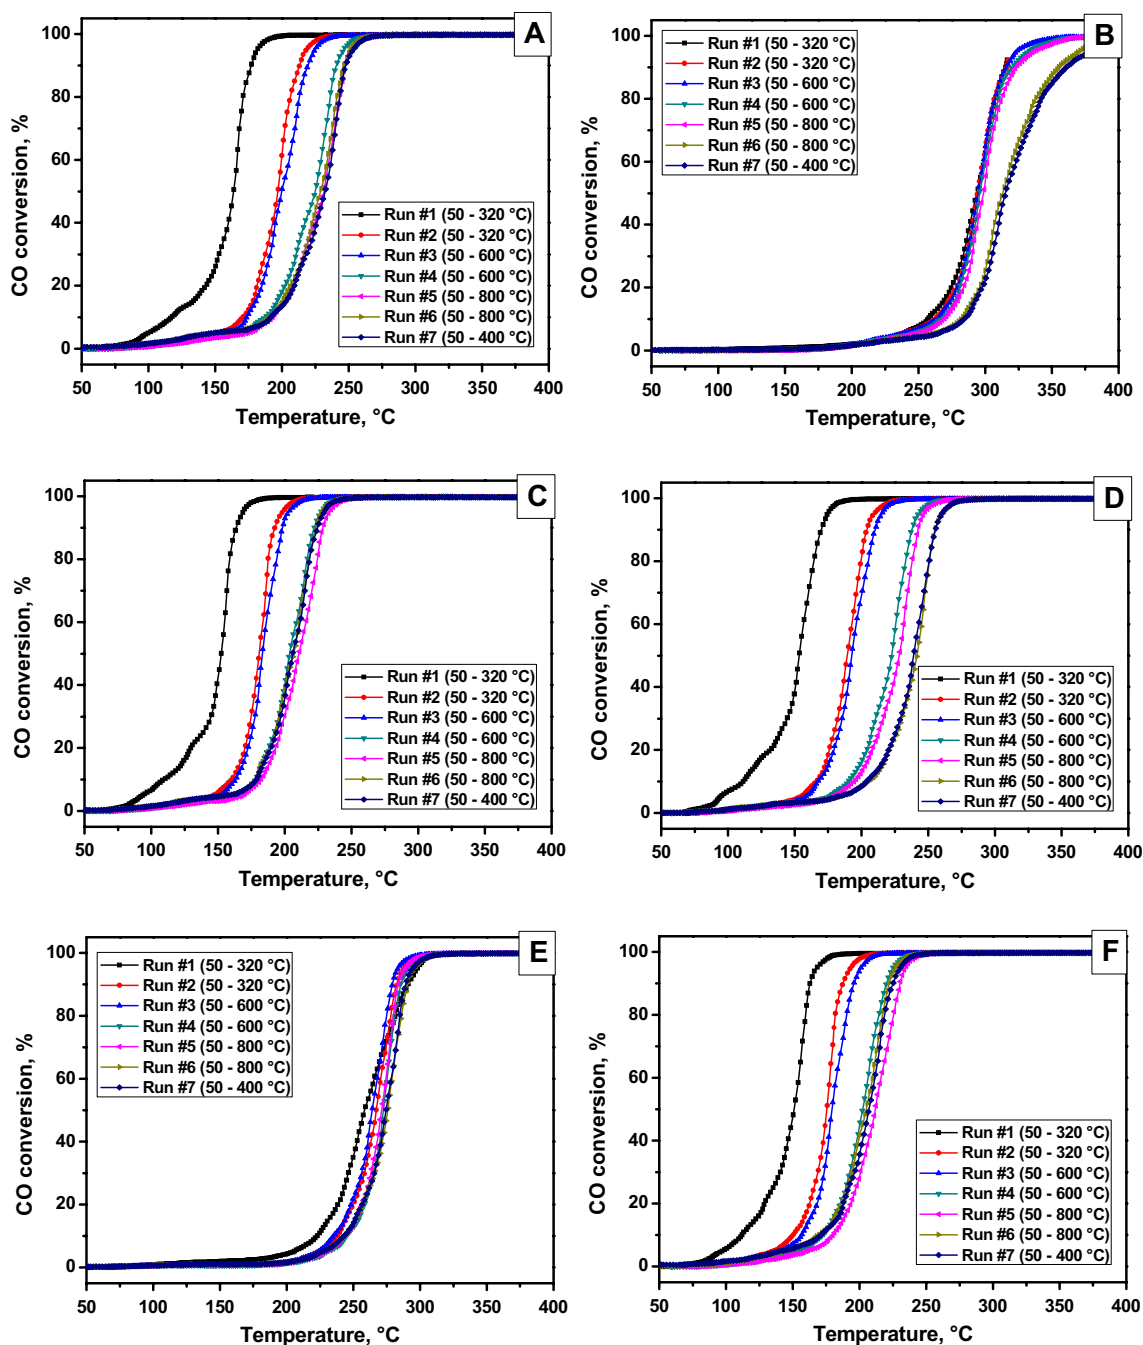 A
CO conversion, %
100
80
60
40
20
0
Run #1 (50 - 320 °C)
Run #2 (50 - 320 °C)
Run #3 (50 - 600 °C)
Run #4 (50 - 600 °C)
Run #5 (50 - 800 °C)
Run #6 (50 - 800 °C)
Run #7 (50 - 400 °C)
50 100 150 200 250 300 350 400
Temperature, °C
B
CO conversion, %
100
80
60
40
20
0
Run #1 (50 - 320 °C)
Run #2 (50 - 320 °C)
Run #3 (50 - 600 °C)
Run #4 (50 - 600 °C)
Run #5 (50 - 800 °C)
Run #6 (50 - 800 °C)
Run #7 (50 - 400 °C)
50 100 150 200 250 300 350 400
Temperature, °C
C
CO conversion, %
100
80
60
40
20
0
Run #1 (50 - 320 °C)
Run #2 (50 - 320 °C)
Run #3 (50 - 600 °C)
Run #4 (50 - 600 °C)
Run #5 (50 - 800 °C)
Run #6 (50 - 800 °C)
Run #7 (50 - 400 °C)
50 100 150 200 250 300 350 400
Temperature, °C
D
CO conversion, %
100
80
60
40
20
0
Run #1 (50 - 320 °C)
Run #2 (50 - 320 °C)
Run #3 (50 - 600 °C)
Run #4 (50 - 600 °C)
Run #5 (50 - 800 °C)
Run #6 (50 - 800 °C)
Run #7 (50 - 400 °C)
50 100 150 200 250 300 350 400
Temperature, °C
E
CO conversion, %
100
80
60
40
20
0
Run #1 (50 - 320 °C)
Run #2 (50 - 320 °C)
Run #3 (50 - 600 °C)
Run #4 (50 - 600 °C)
Run #5 (50 - 800 °C)
Run #6 (50 - 800 °C)
Run #7 (50 - 400 °C)
50 100 150 200 250 300 350 400
Temperature, °C
F
CO conversion, %
100
80
60
40
20
0
Run #1 (50 - 320 °C)
Run #2 (50 - 320 °C)
Run #3 (50 - 600 °C)
Run #4 (50 - 600 °C)
Run #5 (50 - 800 °C)
Run #6 (50 - 800 °C)
Run #7 (50 - 400 °C)
50 100 150 200 250 300 350 400
Temperature, °C